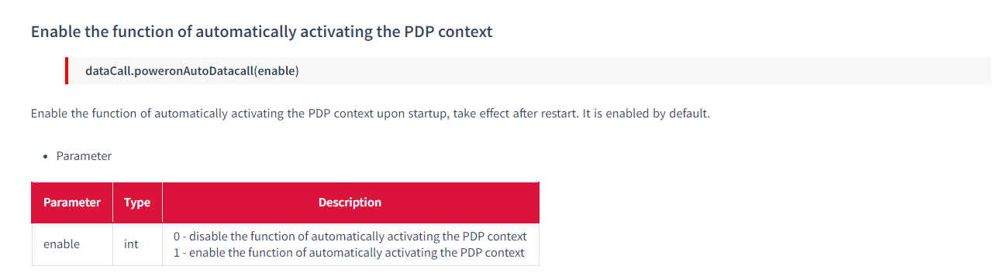 Enable the function of automatically activating the PDP context
dataCall.poweronAutoDatacall(enable)
Enable the function of automatically activating the PDP context upon startup, take effect after restart. It is enabled by default.
• Parameter
Parameter Type Description
enable int 0 - disable the function of automatically activating the PDP context
1 - enable the function of automatically activating the PDP context